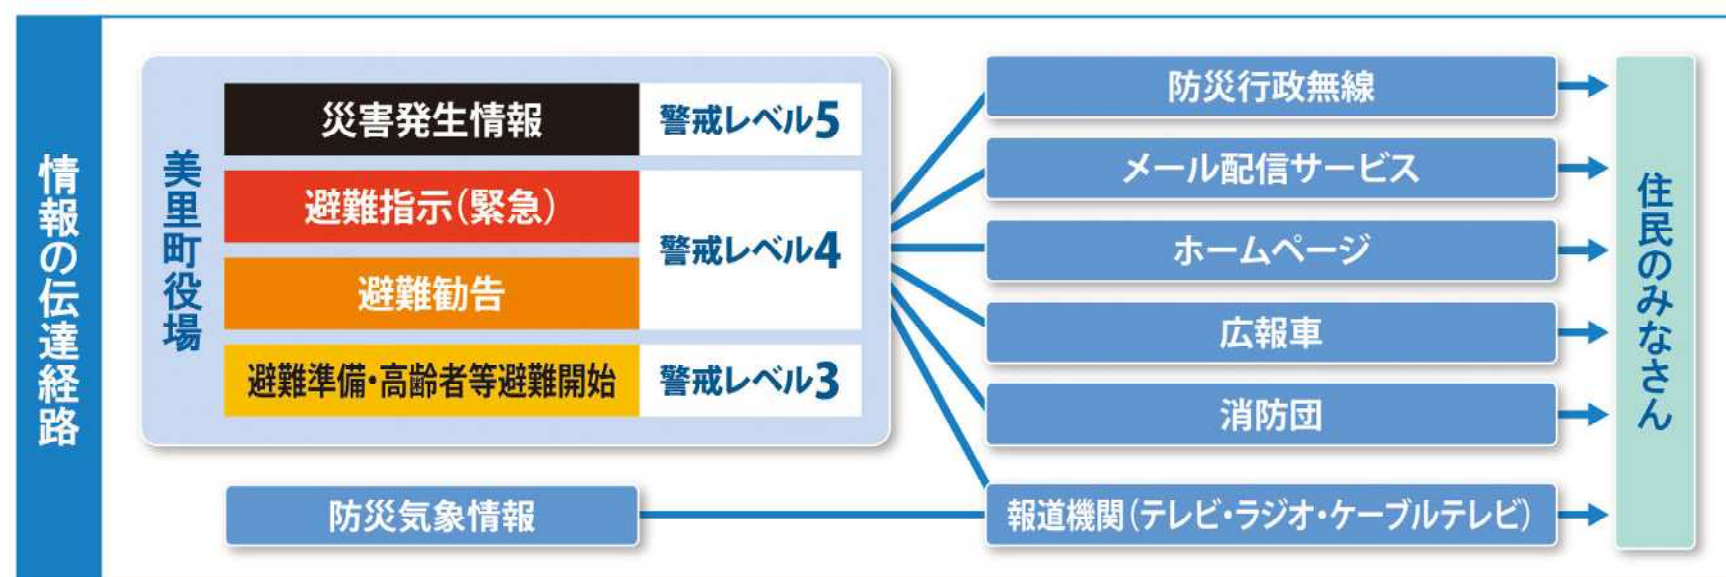 情報の伝達経路
美里町役場
災害発生情報
警戒レベル5
避難指示(緊急)
警戒レベル4
避難勧告
避難準備・高齢者等避難開始
警戒レベル3
防災気象情報
防災行政無線
メール配信サービス
ホームページ
広報車
消防団
報道機関(テレビ・ラジオ・ケーブルテレビ)
住民のみなさん